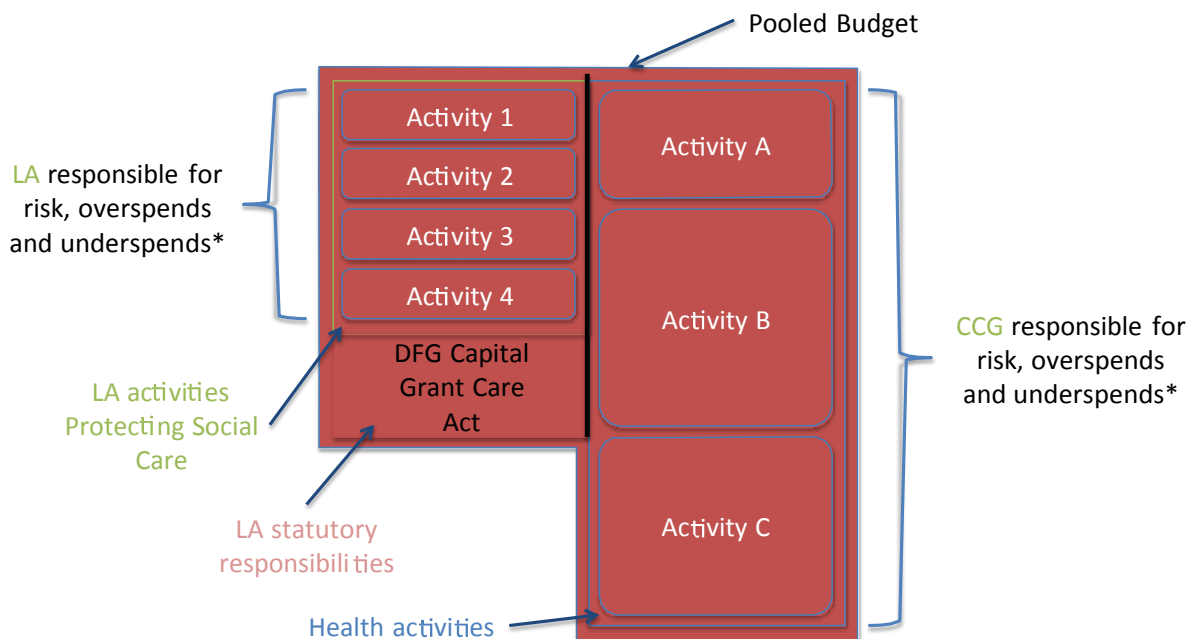 Pooled Budget
Activity 1
Activity 2
Activity 3
Activity 4
Activity A
Activity B
Activity C
LA responsible for
risk, overspends
and underspends*
CCG responsible for
risk, overspends
and underspends*
DFG Capital
Grant Care
Act
LA activities
Protecting Social
Care
LA statutory
responsibilities
Health activities